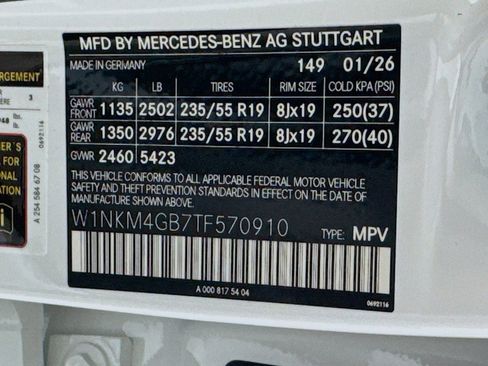 MFD BY MERCEDES-BENZ AG STUTTGART
MADE IN GERMANY 149 01/26
KG LB TIRES RIM SIZE COLD KPA (PSI)
GAWR FRONT 1135 2502 235/55 R19 8Jx19 250(37)
GAWR REAR 1350 2976 235/55 R19 8Jx19 270(40)
GVWR 2460 5423
THIS VEHICLE CONFORMS TO ALL APPLICABLE FEDERAL MOTOR VEHICLE
SAFETY AND THEFT PREVENTION STANDARDS IN EFFECT ON THE DATE
OF MANUFACTURE SHOWN ABOVE.
W1NKM4GB7TF570910 TYPE: MPV
A 000 817 54 04
0692116
3
lbs.
0692116
A 254 584 67 08